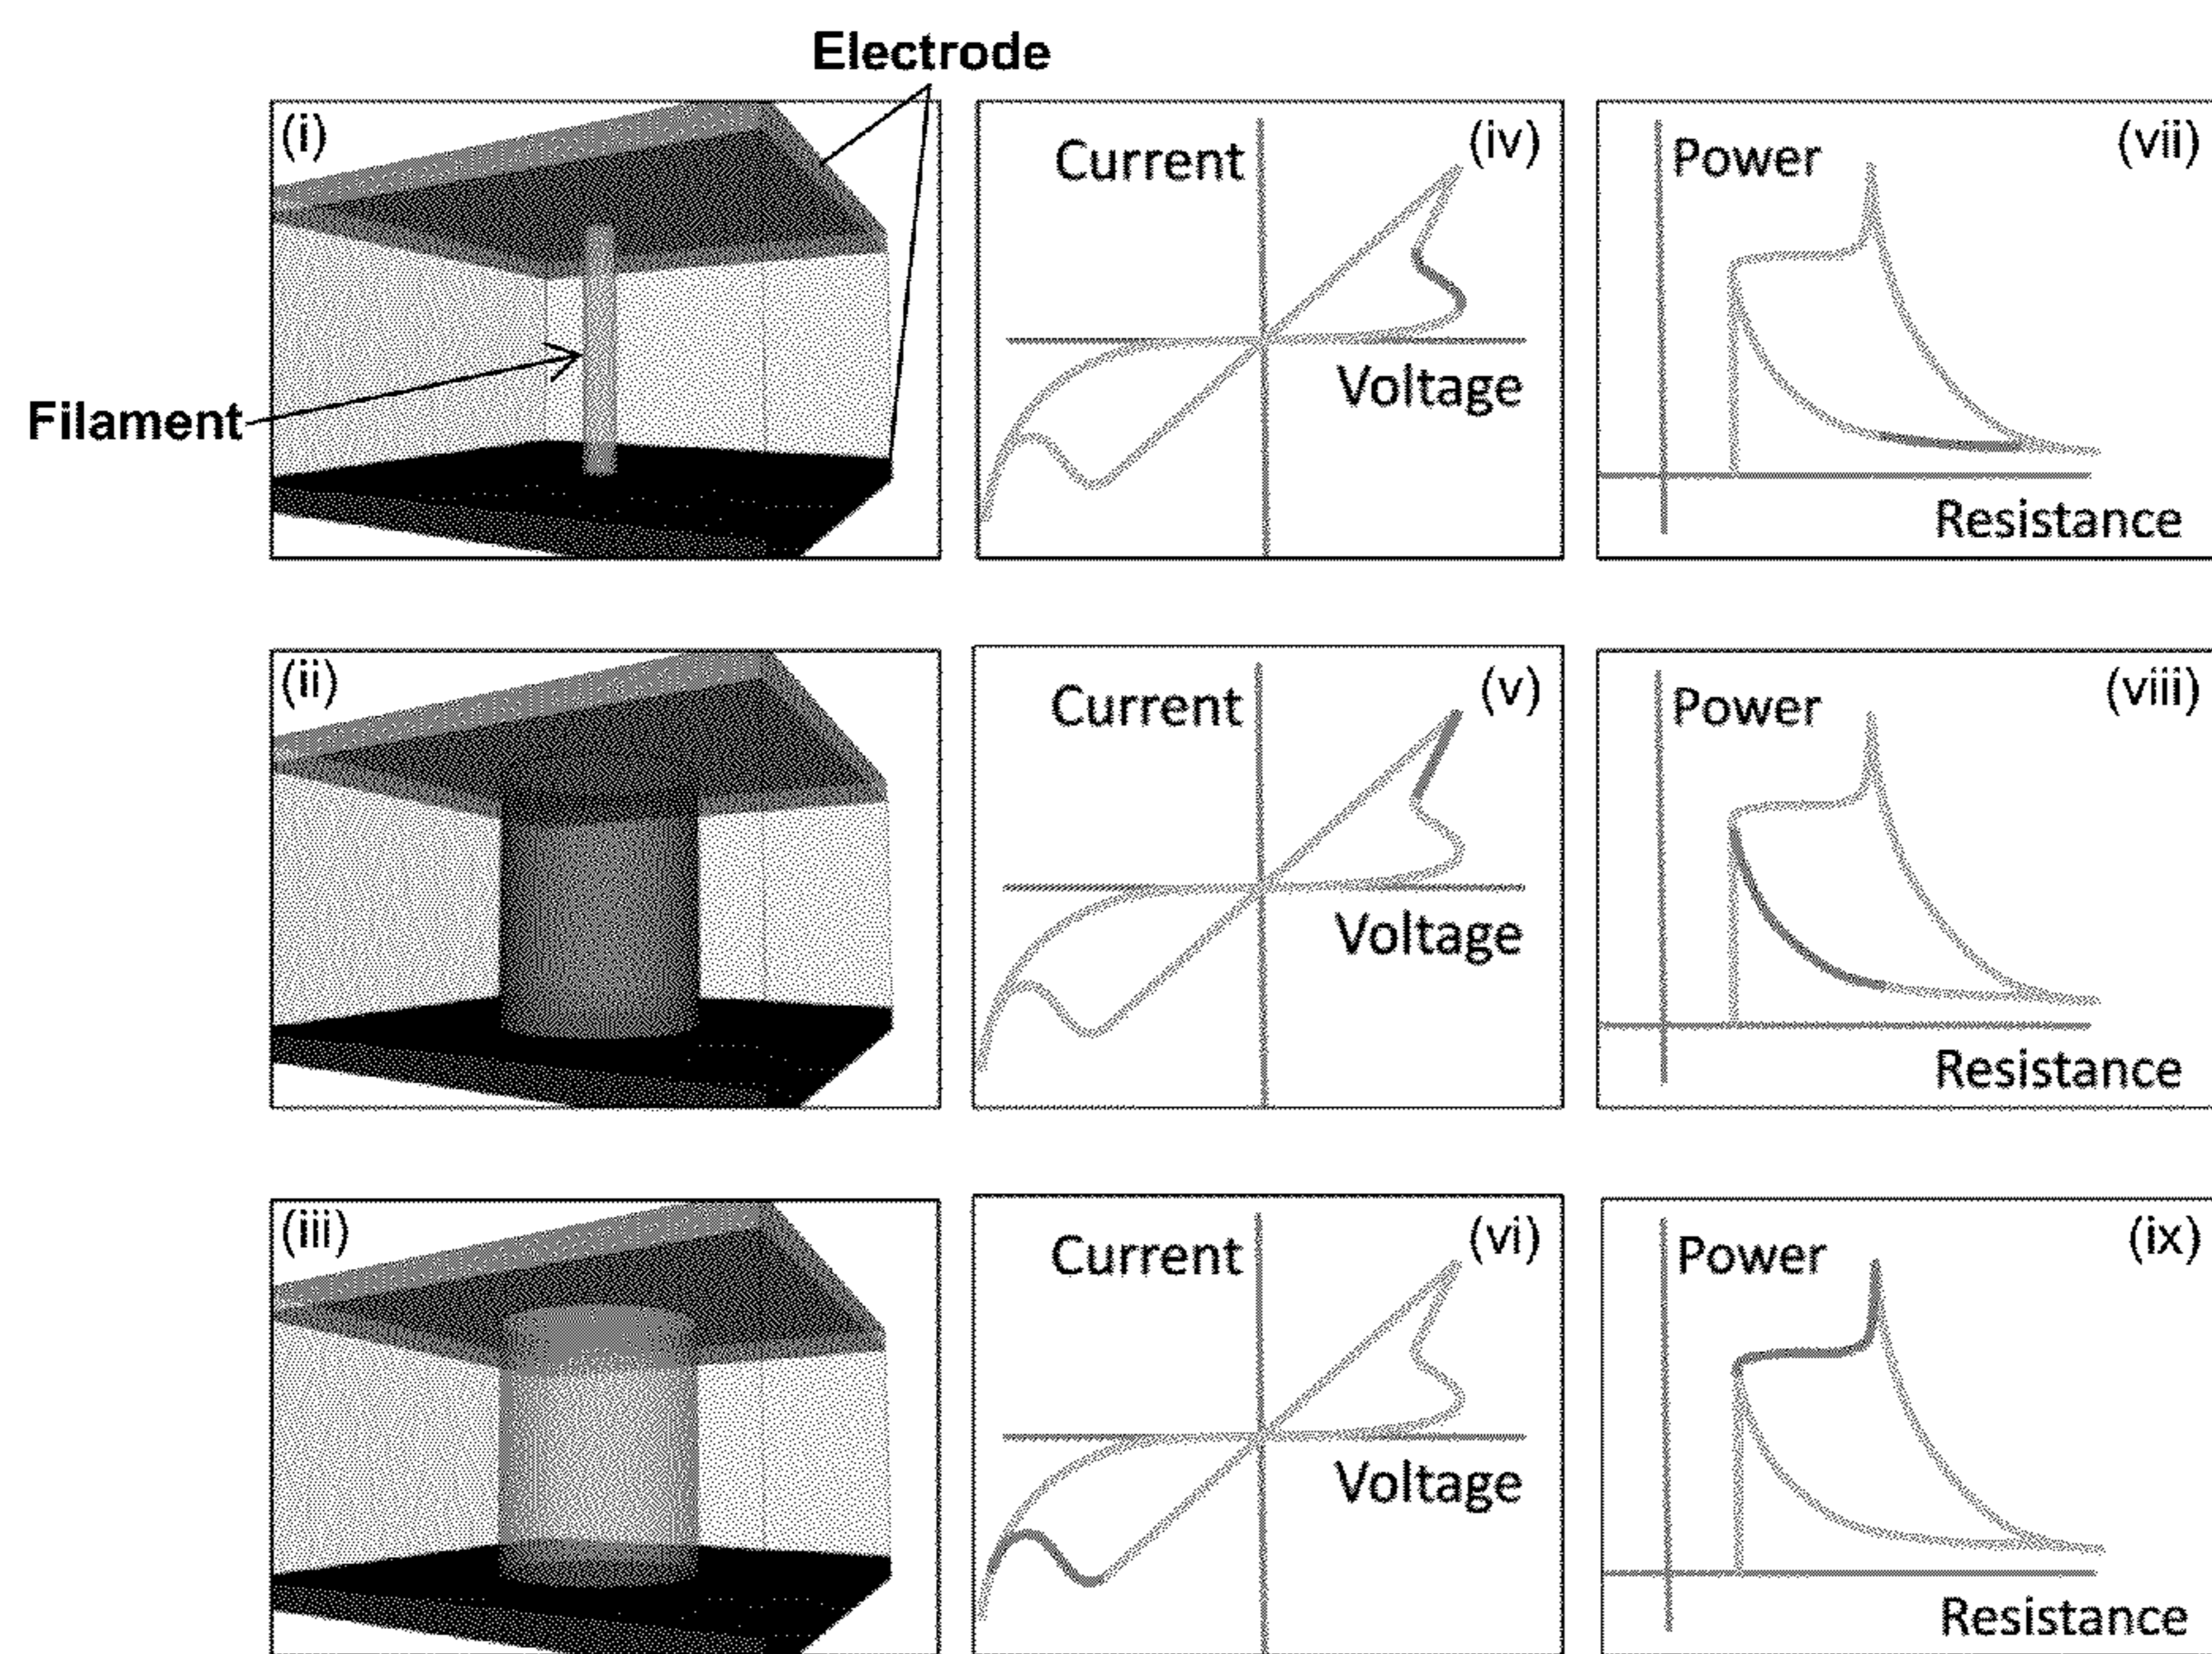 Electrode
(i)
Current
(iv)
Power
(vii)
Filament
Voltage
Resistance
(ii)
Current
(v)
Power
(viii)
Voltage
Resistance
(iii)
Current
(vi)
Power
(ix)
Voltage
Resistance